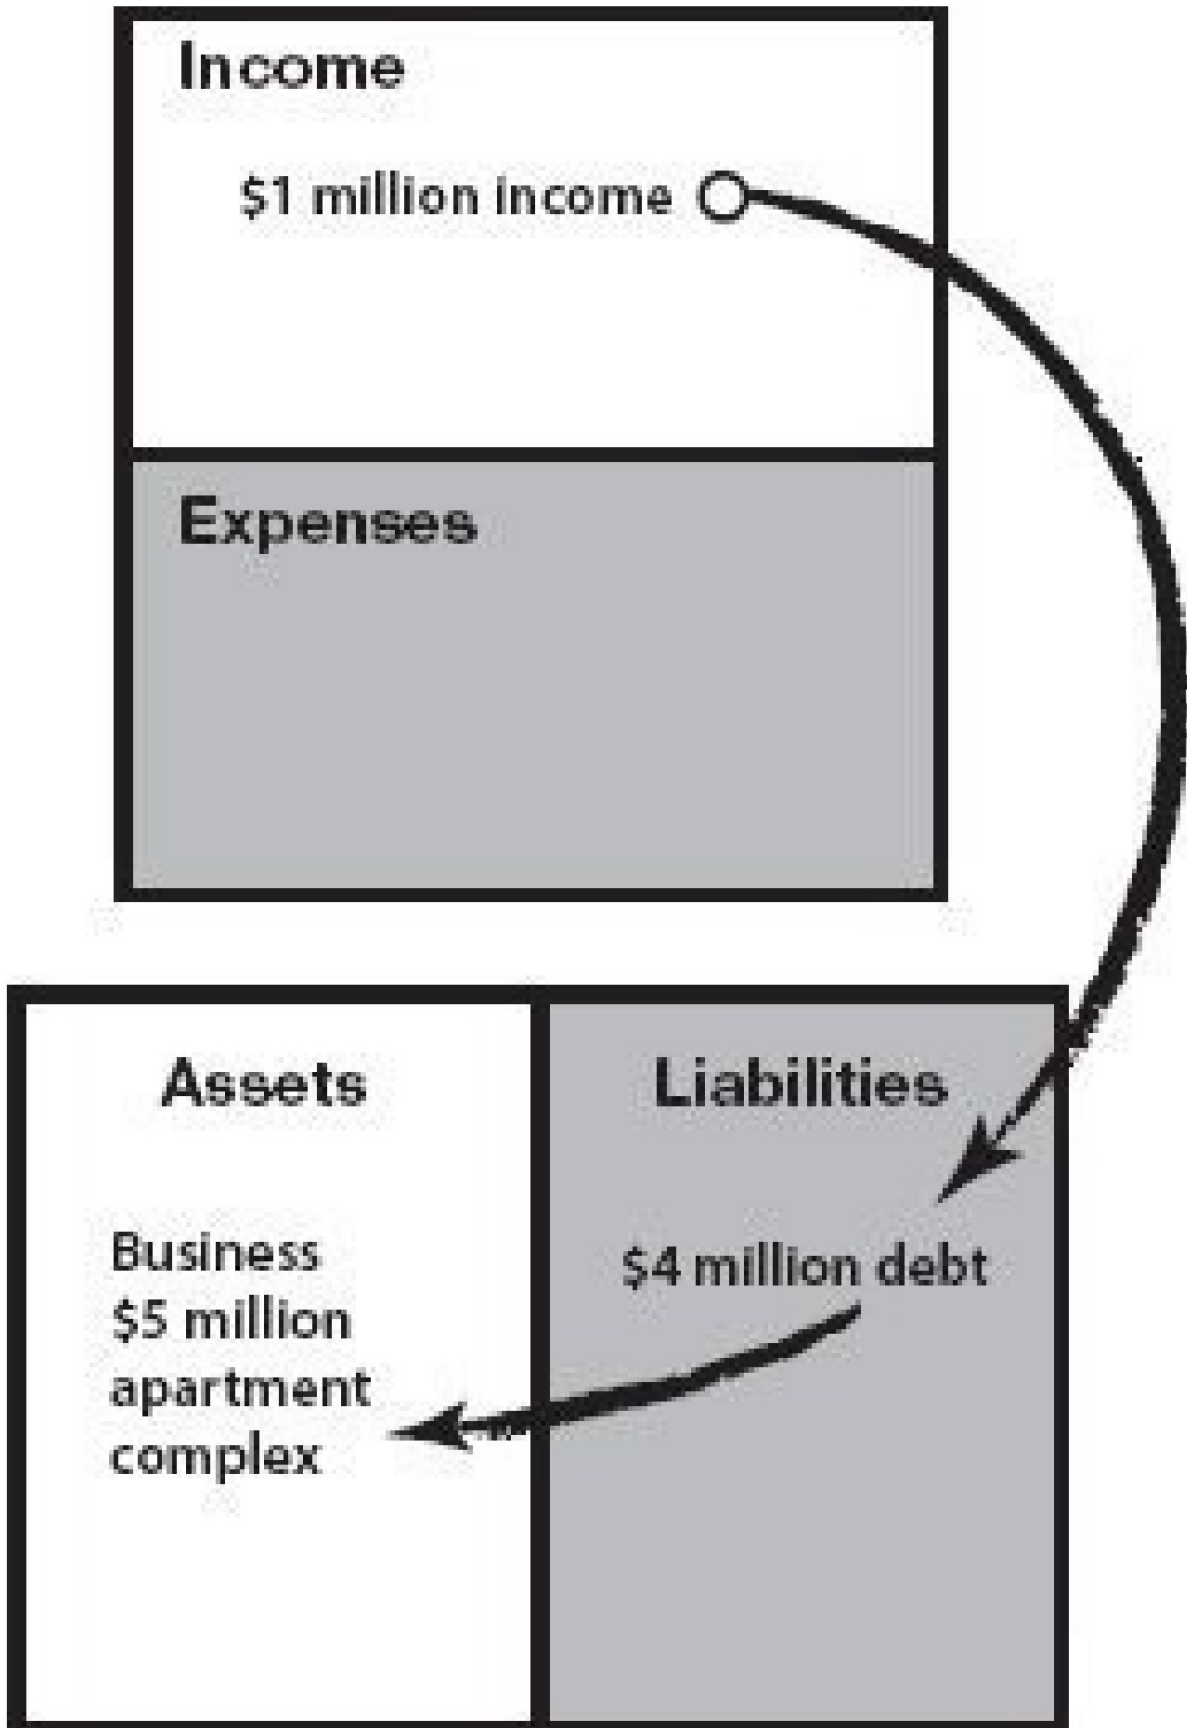 Income
$1 million income
Expenses
Assets
Business
$5 million
apartment
complex
Liabilities
$4 million debt